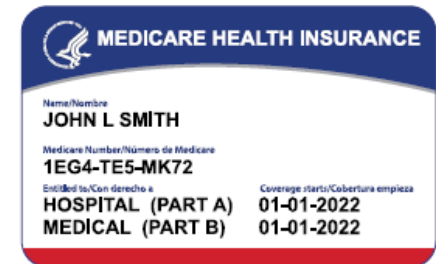 MEDICARE HEALTH INSURANCE
Name/Nombre
JOHN L SMITH
Medicare Number/Número de Medicare
1EG4-TE5-MK72
Entitled to/Con derecho a Coverage starts/Cobertura empieza
HOSPITAL (PART A) 01-01-2022
MEDICAL (PART B) 01-01-2022